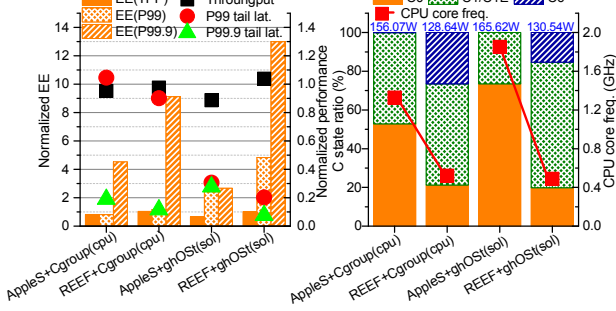 EE(P99)
EE(P99.9)
P99 tail lat.
P99.9 tail lat.
Normalized EE
14
12
10
8
6
4
2
0
1.4
1.2
1.0
0.8
0.6
0.4
0.2
0.0
Normalized performance
AppleS+Cgroup(cpu)
REEF+Cgroup(cpu)
AppleS+ghOSt(sol)
REEF+ghOSt(sol)
CPU core freq.
156.07W 128.64W 165.62W 130.54W
C state ratio (%)
100
80
60
40
20
0
2.0
1.6
1.2
0.8
0.4
0.0
CPU core freq. (GHz)
AppleS+Cgroup(cpu)
REEF+Cgroup(cpu)
AppleS+ghOSt(sol)
REEF+ghOSt(sol)